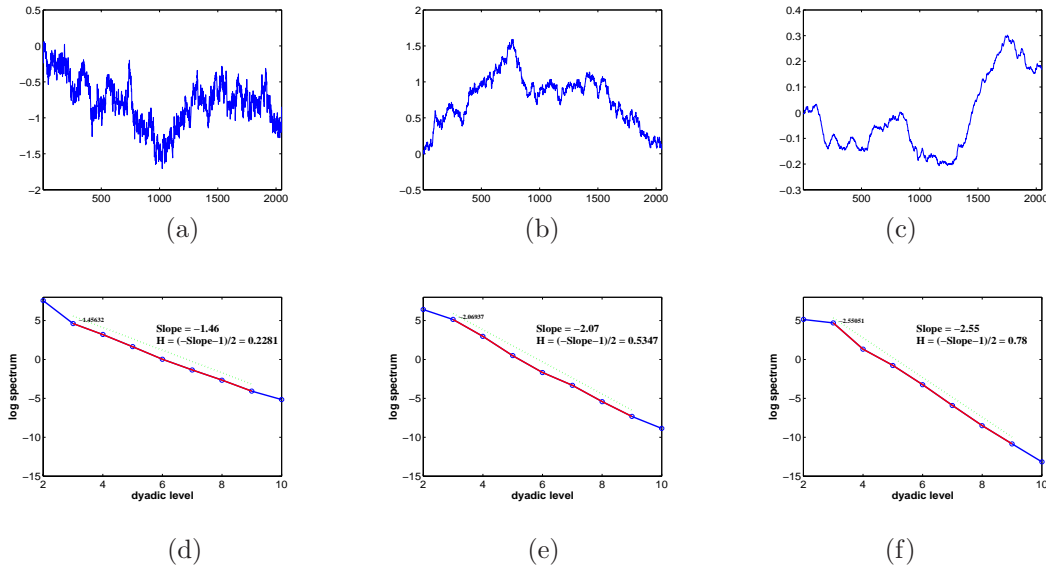 0.5
0
−0.5
−1
−1.5
−2
500 1000 1500 2000
(a)
2
1.5
1
0.5
0
−0.5
500 1000 1500 2000
(b)
0.4
0.3
0.2
0.1
0
−0.1
−0.2
−0.3
500 1000 1500 2000
(c)
5
0
−5
−10
−15
2 4 6 8 10
log spectrum
dyadic level
−1.45632
Slope = −1.46
H = (−Slope−1)/2 = 0.2281
(d)
5
0
−5
−10
−15
2 4 6 8 10
log spectrum
dyadic level
−2.06937
Slope = −2.07
H = (−Slope−1)/2 = 0.5347
(e)
5
0
−5
−10
−15
2 4 6 8 10
log spectrum
dyadic level
−2.55051
Slope = −2.55
H = (−Slope−1)/2 = 0.78
(f)